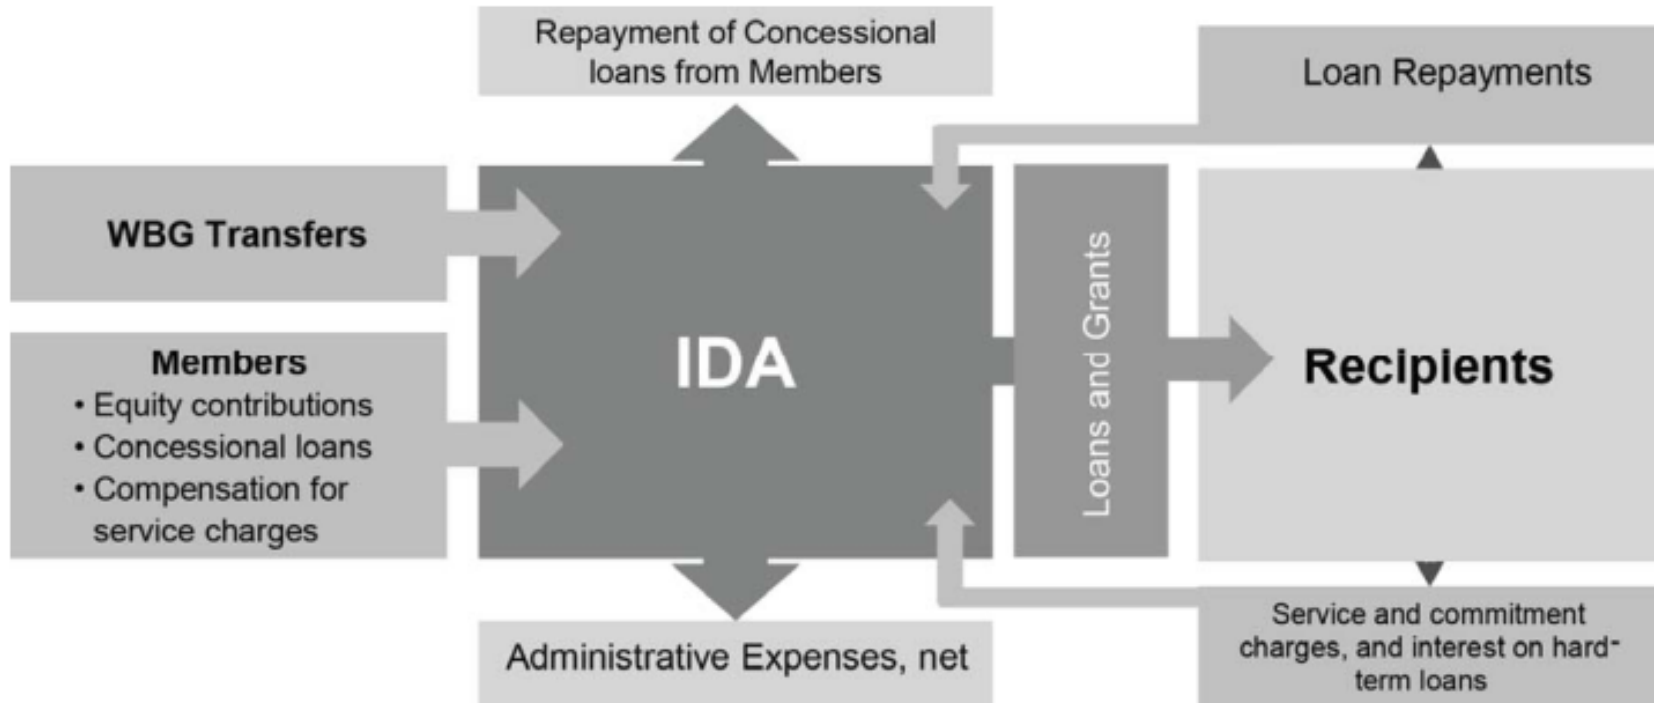 Repayment of Concessional
loans from Members
Loan Repayments
WBG Transfers
Members
• Equity contributions
• Concessional loans
• Compensation for
service charges
IDA
Loans and Grants
Recipients
Administrative Expenses, net
Service and commitment
charges, and interest on hard-
term loans